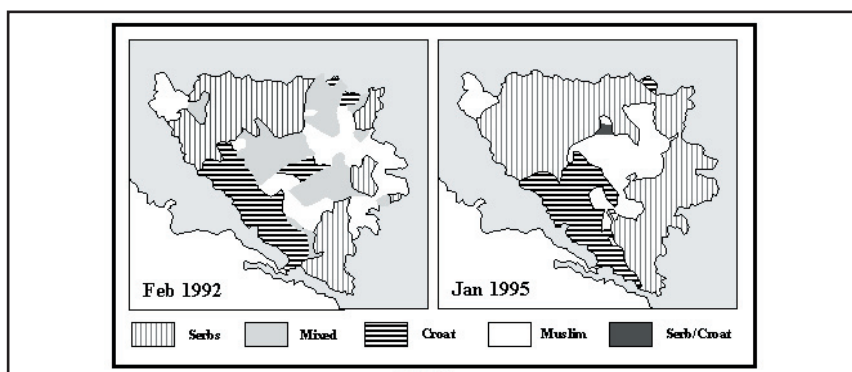 Feb 1992
Jan 1995
Serbs
Mixed
Croat
Muslim
Serb/Croat